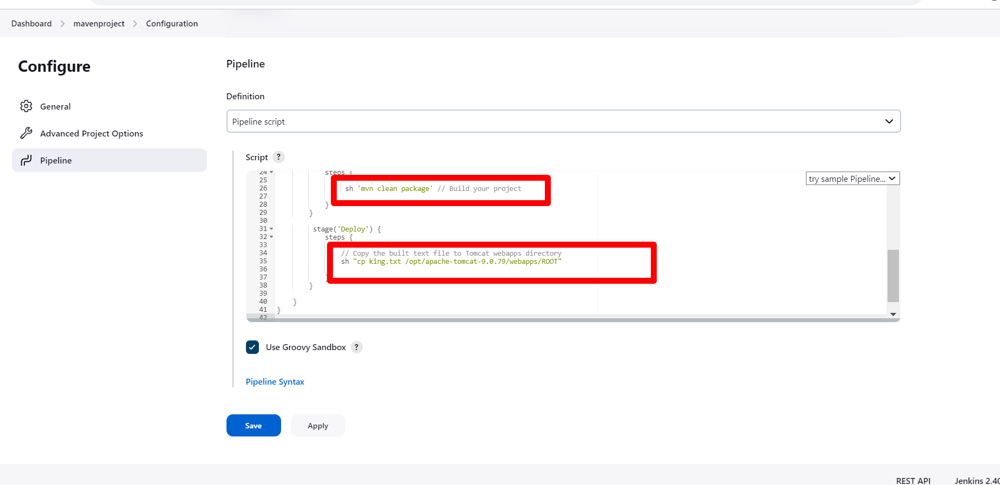 Dashboard > mavenproject > Configuration
Configure
General
Advanced Project Options
Pipeline
Pipeline
Definition
Pipeline script
Script ?
try sample Pipeline...
24 steps {
25
26 sh 'mvn clean package' // Build your project
27
28 }
29 }
30
31 stage('Deploy') {
32 steps {
33
34 // Copy the built text file to Tomcat webapps directory
35 sh "cp king.txt /opt/apache-tomcat-9.0.79/webapps/ROOT"
36
37 }
38 }
39
40 }
41 }
42
Use Groovy Sandbox ?
Pipeline Syntax
Save Apply
REST API Jenkins 2.40